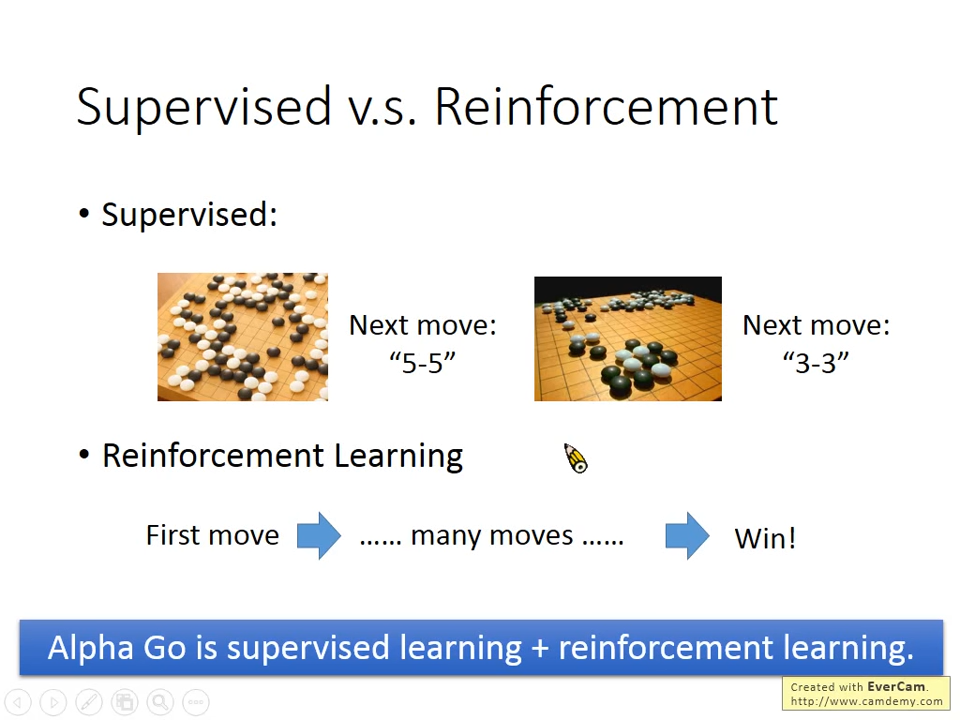 Supervised v.s. Reinforcement
• Supervised:
Next move:
“5-5”
Next move:
“3-3”
• Reinforcement Learning
First move
…… many moves ……
Win!
Alpha Go is supervised learning + reinforcement learning.
Created with EverCam.
http://www.camdemy.com